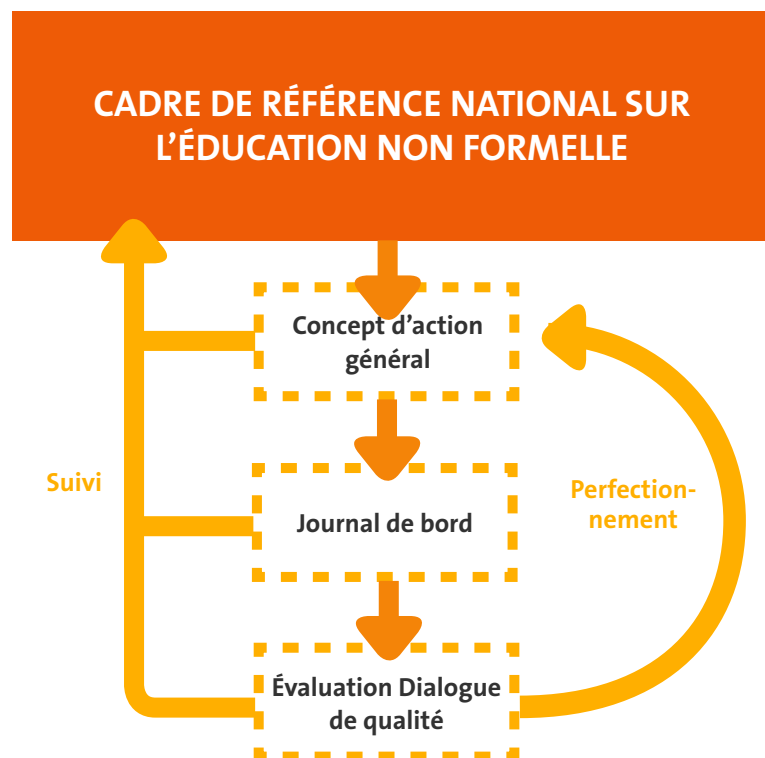 CADRE DE RÉFÉRENCE NATIONAL SUR
L’ÉDUCATION NON FORMELLE
Concept d’action
général
Suivi
Perfection-
nement
Journal de bord
Évaluation Dialogue
de qualité